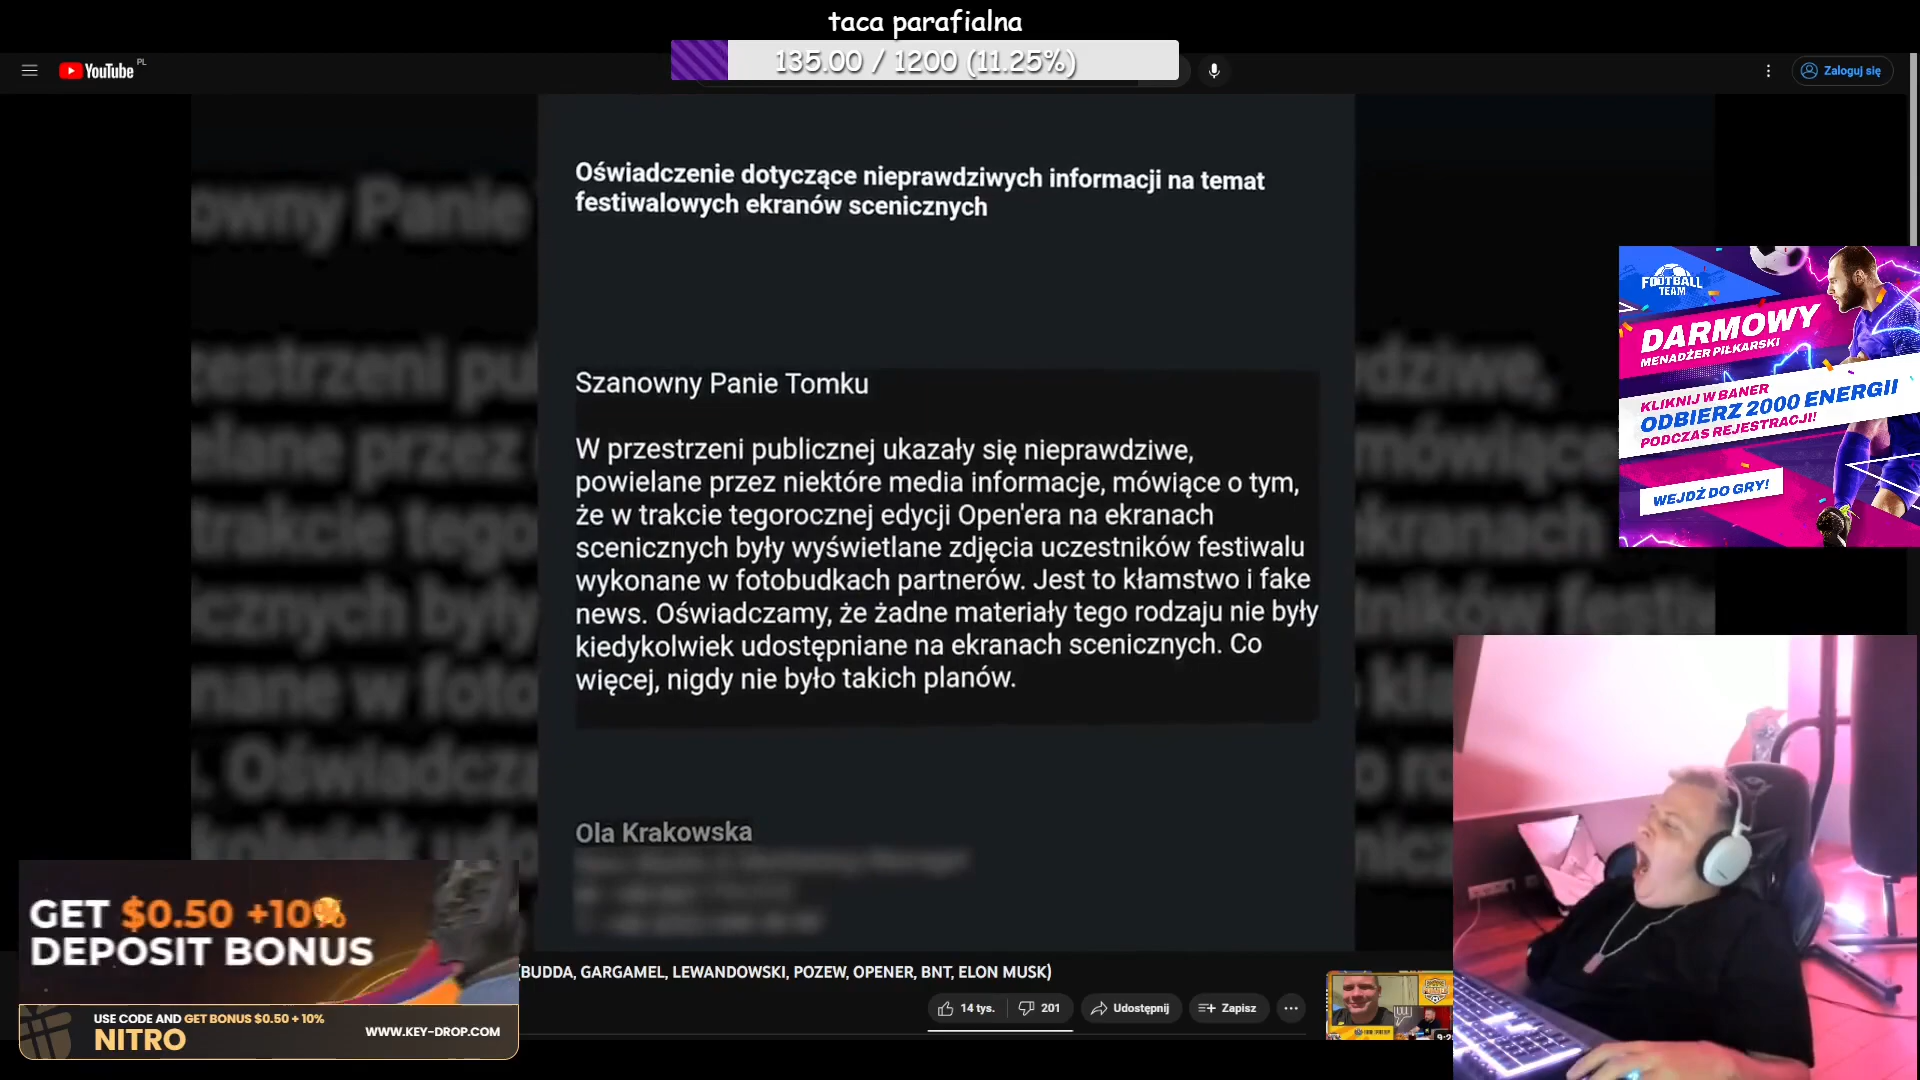 taca parafialna
135.00 / 1200 (11.25%)
YouTube PL
Zaloguj się
Oświadczenie dotyczące nieprawdziwych informacji na temat
festiwalowych ekranów scenicznych
Szanowny Panie Tomku
W przestrzeni publicznej ukazały się nieprawdziwe,
powielane przez niektóre media informacje, mówiące o tym,
że w trakcie tegorocznej edycji Open'era na ekranach
scenicznych były wyświetlane zdjęcia uczestników festiwalu
wykonane w fotobudkach partnerów. Jest to kłamstwo i fake
news. Oświadczamy, że żadne materiały tego rodzaju nie były
kiedykolwiek udostępniane na ekranach scenicznych. Co
więcej, nigdy nie było takich planów.
Ola Krakowska
FOOTBALL
TEAM
DARMOWY
MENADŻER PIŁKARSKI
KLIKNIJ W BANER
ODBIERZ 2000 ENERGII
PODCZAS REJESTRACJI!
WEJDŹ DO GRY!
GET $0.50 +10%
DEPOSIT BONUS
USE CODE AND GET BONUS $0.50 + 10%
NITRO
WWW.KEY-DROP.COM
(BUDDA, GARGAMEL, LEWANDOWSKI, POZEW, OPENER, BNT, ELON MUSK)
14 tys.
201
Udostępnij
Zapisz